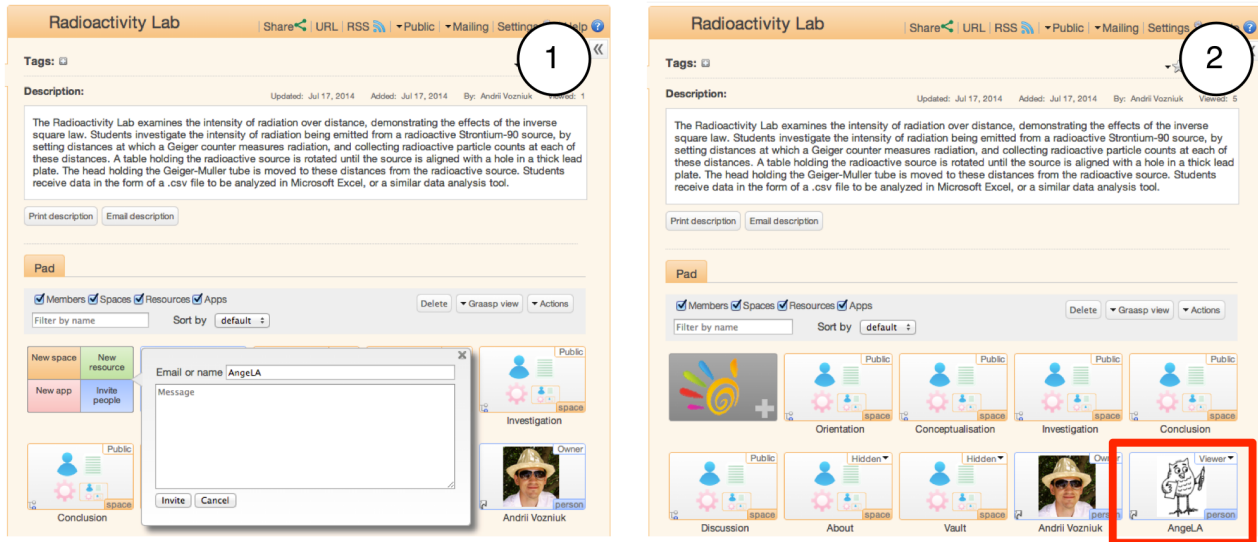 Radioactivity Lab
Share | URL | RSS | Public | Mailing | Settings
1
Tags:
Description:
Updated: Jul 17, 2014 Added: Jul 17, 2014 By: Andrii Vozniuk Viewed: 1
The Radioactivity Lab examines the intensity of radiation over distance, demonstrating the effects of the inverse
square law. Students investigate the intensity of radiation being emitted from a radioactive Strontium-90 source, by
setting distances at which a Geiger counter measures radiation, and collecting radioactive particle counts at each of
these distances. A table holding the radioactive source is rotated until the source is aligned with a hole in a thick lead
plate. The head holding the Geiger-Muller tube is moved to these distances from the radioactive source. Students
receive data in the form of a .csv file to be analyzed in Microsoft Excel, or a similar data analysis tool.
Print description Email description
Pad
Members Spaces Resources Apps
Delete Graasp view Actions
Filter by name Sort by default
New space New resource
New app Invite people
Email or name AngeLA
Message
Invite Cancel
Public
space
Investigation
Public
space
Conclusion
Owner
person
Andrii Vozniuk
Radioactivity Lab
Share | URL | RSS | Public | Mailing | Settings
2
Tags:
Description:
Updated: Jul 17, 2014 Added: Jul 17, 2014 By: Andrii Vozniuk Viewed: 5
The Radioactivity Lab examines the intensity of radiation over distance, demonstrating the effects of the inverse
square law. Students investigate the intensity of radiation being emitted from a radioactive Strontium-90 source, by
setting distances at which a Geiger counter measures radiation, and collecting radioactive particle counts at each of
these distances. A table holding the radioactive source is rotated until the source is aligned with a hole in a thick lead
plate. The head holding the Geiger-Muller tube is moved to these distances from the radioactive source. Students
receive data in the form of a .csv file to be analyzed in Microsoft Excel, or a similar data analysis tool.
Print description Email description
Pad
Members Spaces Resources Apps
Delete Graasp view Actions
Filter by name Sort by default
Public Public Public Public
space space space space
Orientation Conceptualisation Investigation Conclusion
Public Hidden Hidden Owner Viewer
space space space person person
Discussion About Vault Andrii Vozniuk AngeLA